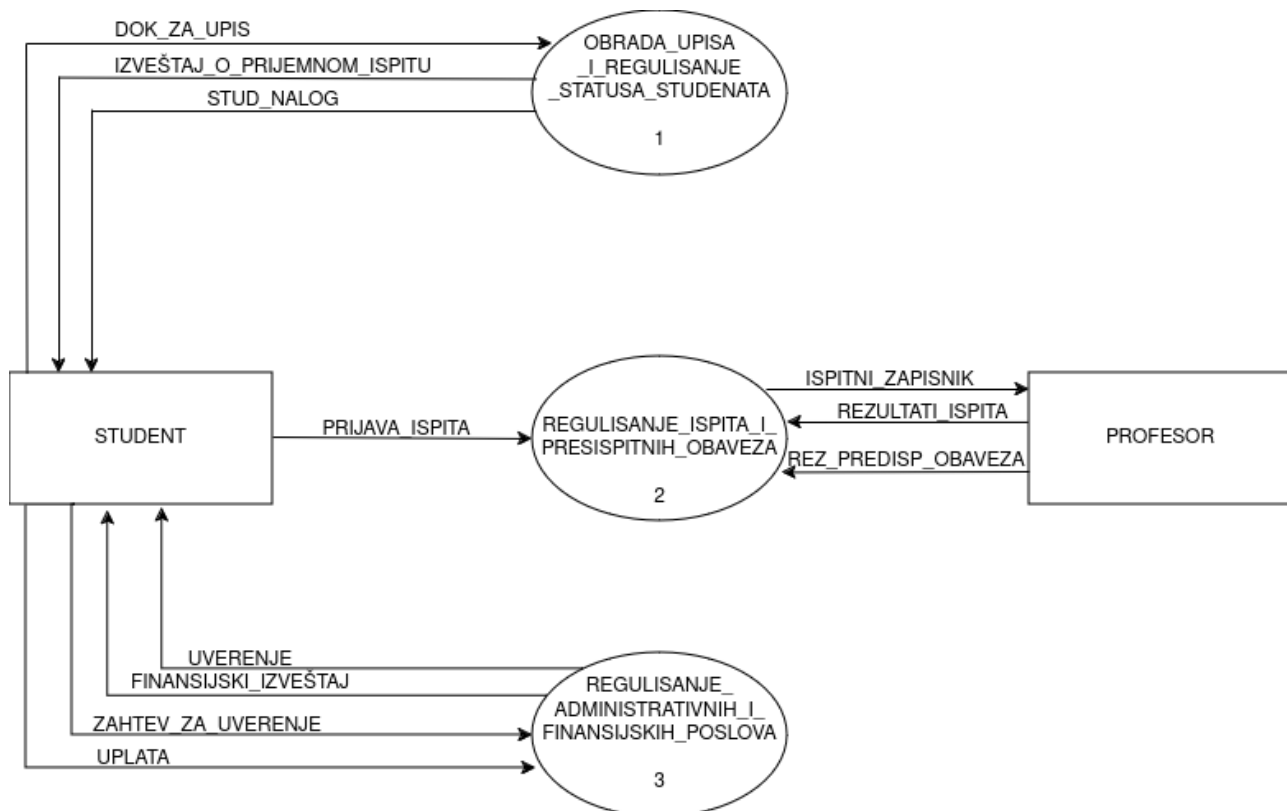 DOK_ZA_UPIS
IZVEŠTAJ_O_PRIJEMNOM_ISPITU
STUD_NALOG
OBRADA_UPISA
_I_REGULISANJE
_STATUSA_STUDENATA
1
STUDENT
PRIJAVA_ISPITA
REGULISANJE_ISPITA_I_
PRESISPITNIH_OBAVEZA
2
ISPITNI_ZAPISNIK
REZULTATI_ISPITA
REZ_PREDISP_OBAVEZA
PROFESOR
UVERENJE
FINANSIJSKI_IZVEŠTAJ
ZAHTEV_ZA_UVERENJE
UPLATA
REGULISANJE_
ADMINISTRATIVNIH_I_
FINANSIJSKIH_POSLOVA
3